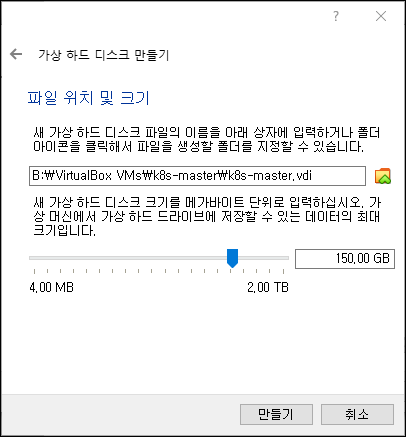 ?
가상 하드 디스크 만들기
파일 위치 및 크기
새 가상 하드 디스크 파일의 이름을 아래 상자에 입력하거나 폴더
아이콘을 클릭해서 파일을 생성할 폴더를 지정할 수 있습니다.
B:₩VirtualBox VMs₩k8s-master₩k8s-master.vdi
새 가상 하드 디스크 크기를 메가바이트 단위로 입력하십시오. 가
상 머신에서 가상 하드 드라이브에 저장할 수 있는 데이터의 최대
크기입니다.
150.00 GB
4.00 MB 2.00 TB
만들기 취소